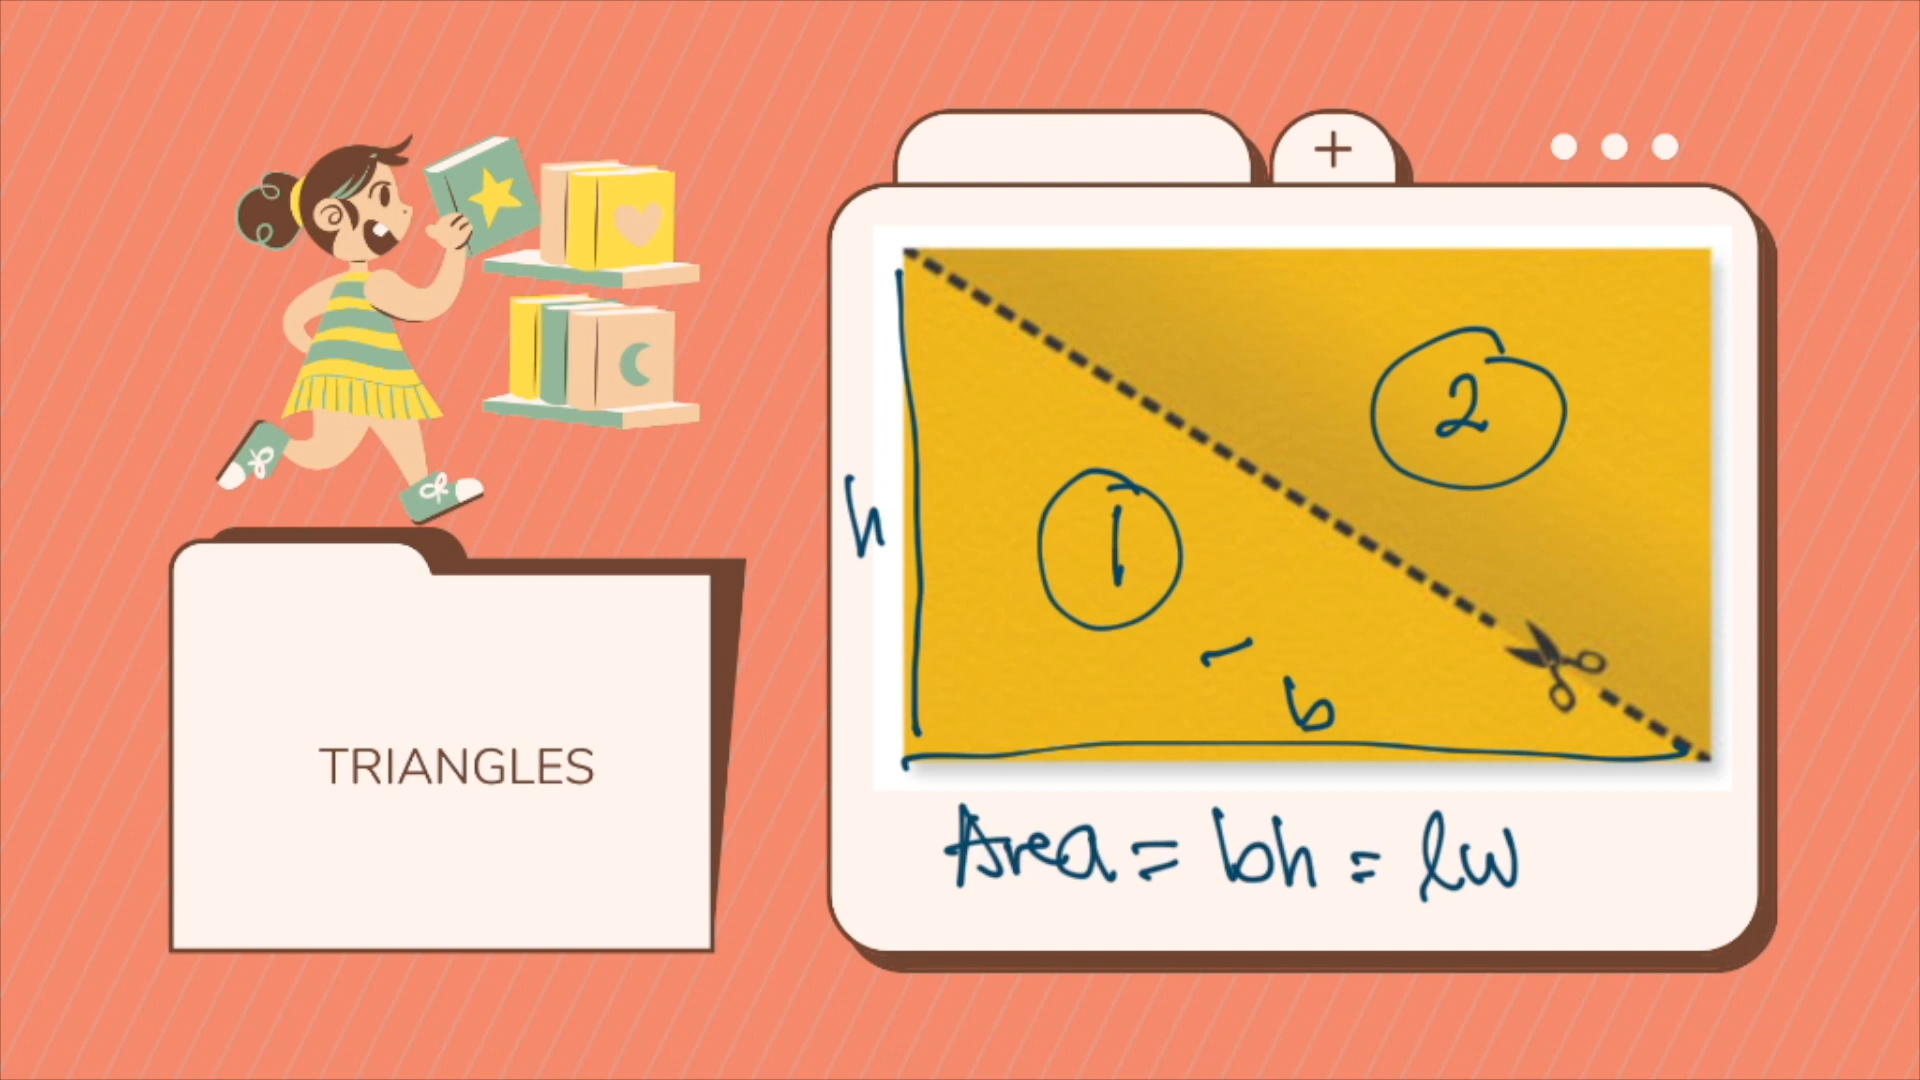 TRIANGLES
+
2
1
h
b
Area = bh = lw